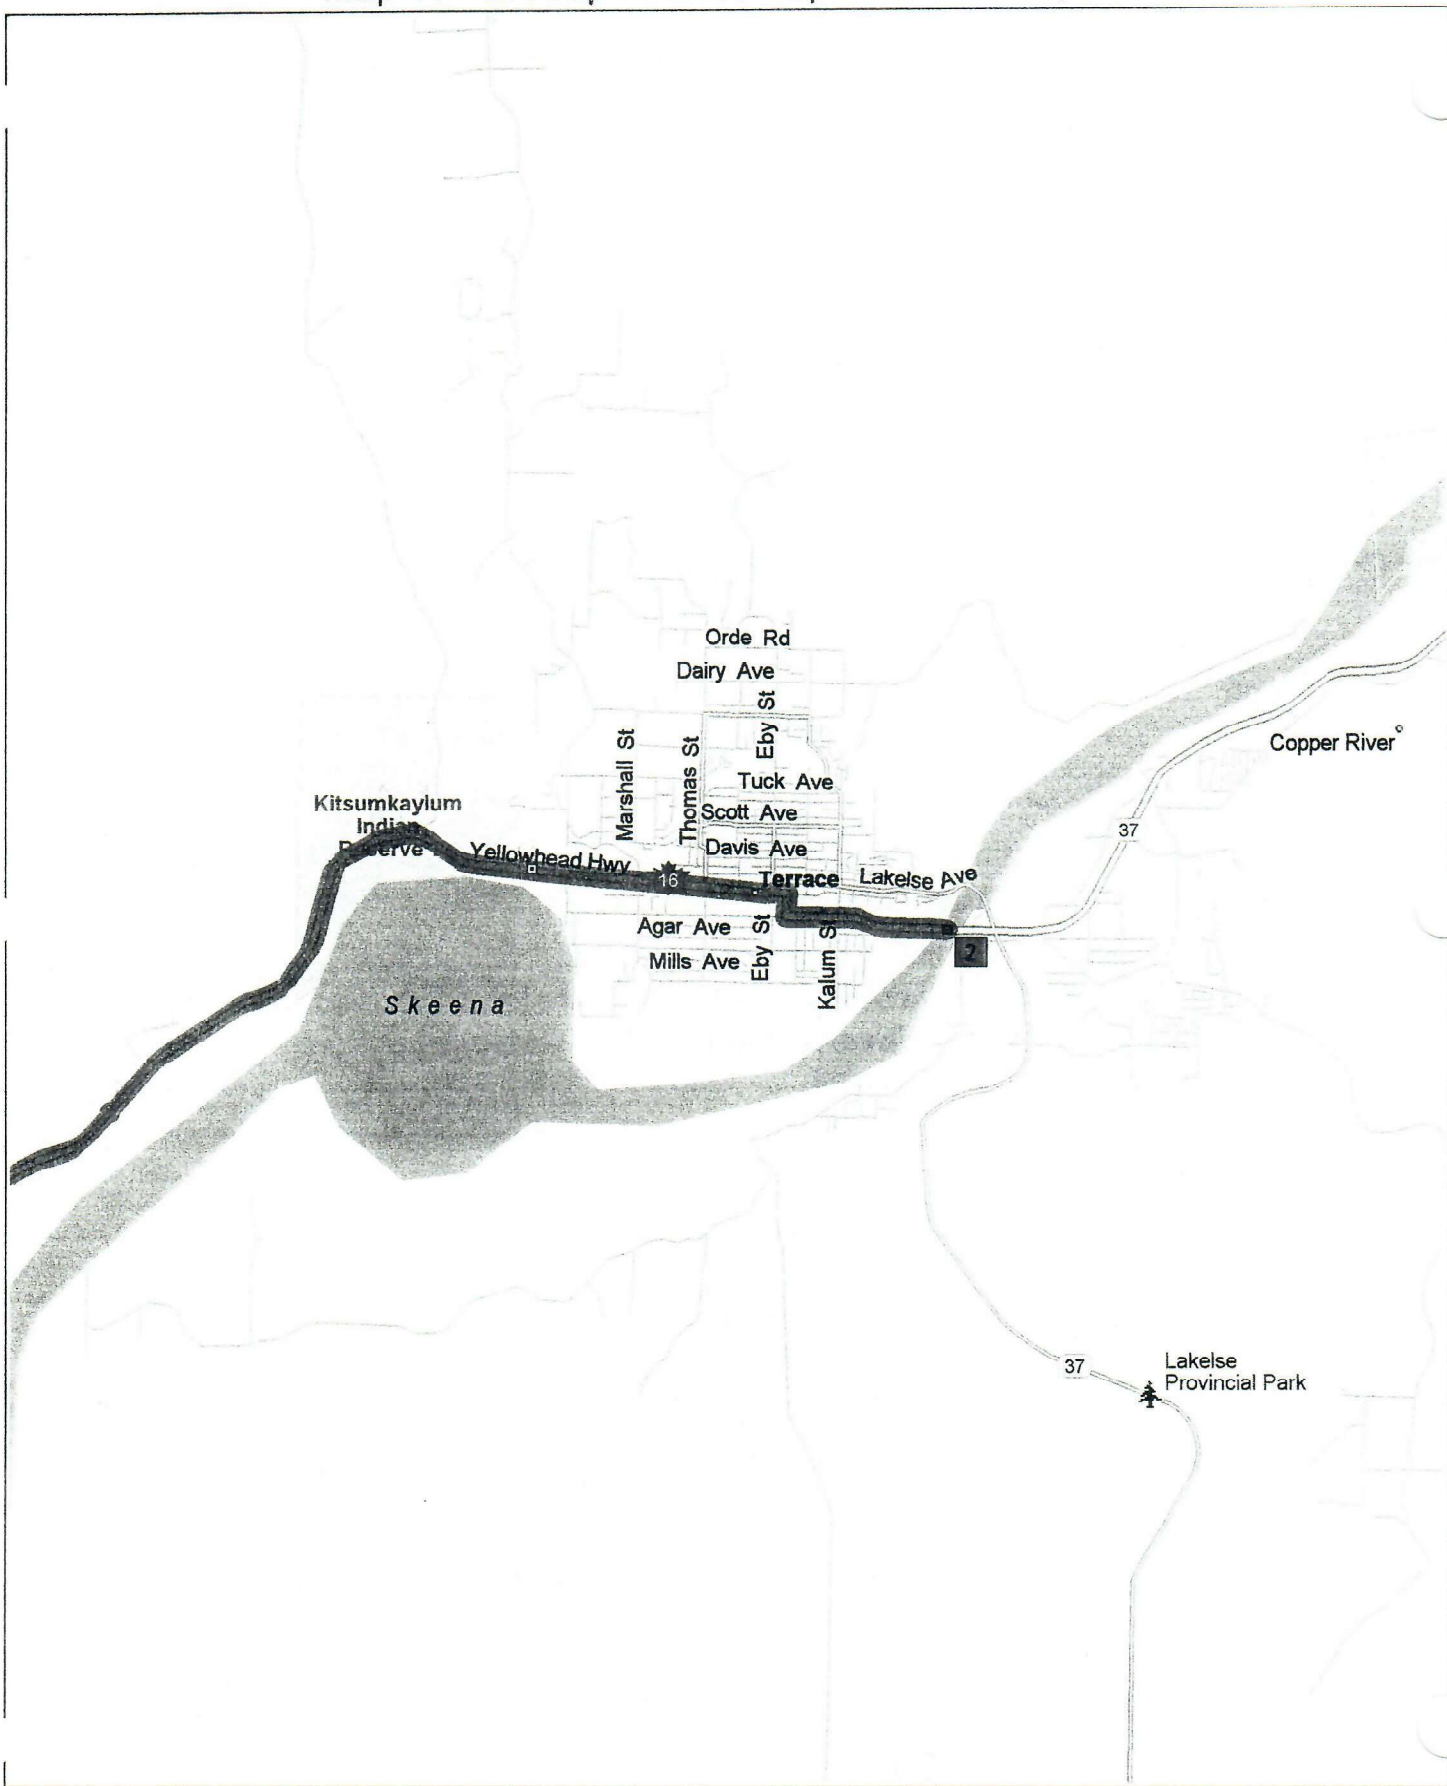 Orde Rd
Dairy Ave
Eby St
Marshall St
Thomas St
Copper River
Tuck Ave
Kitsumkaylum
Indian
Reserve
Scott Ave
37
Davis Ave
Yellowhead Hwy
16
Terrace
Lakelse Ave
Agar Ave
Eby St
Kalum St
2
Mills Ave
Skeena
37
Lakelse
Provincial Park